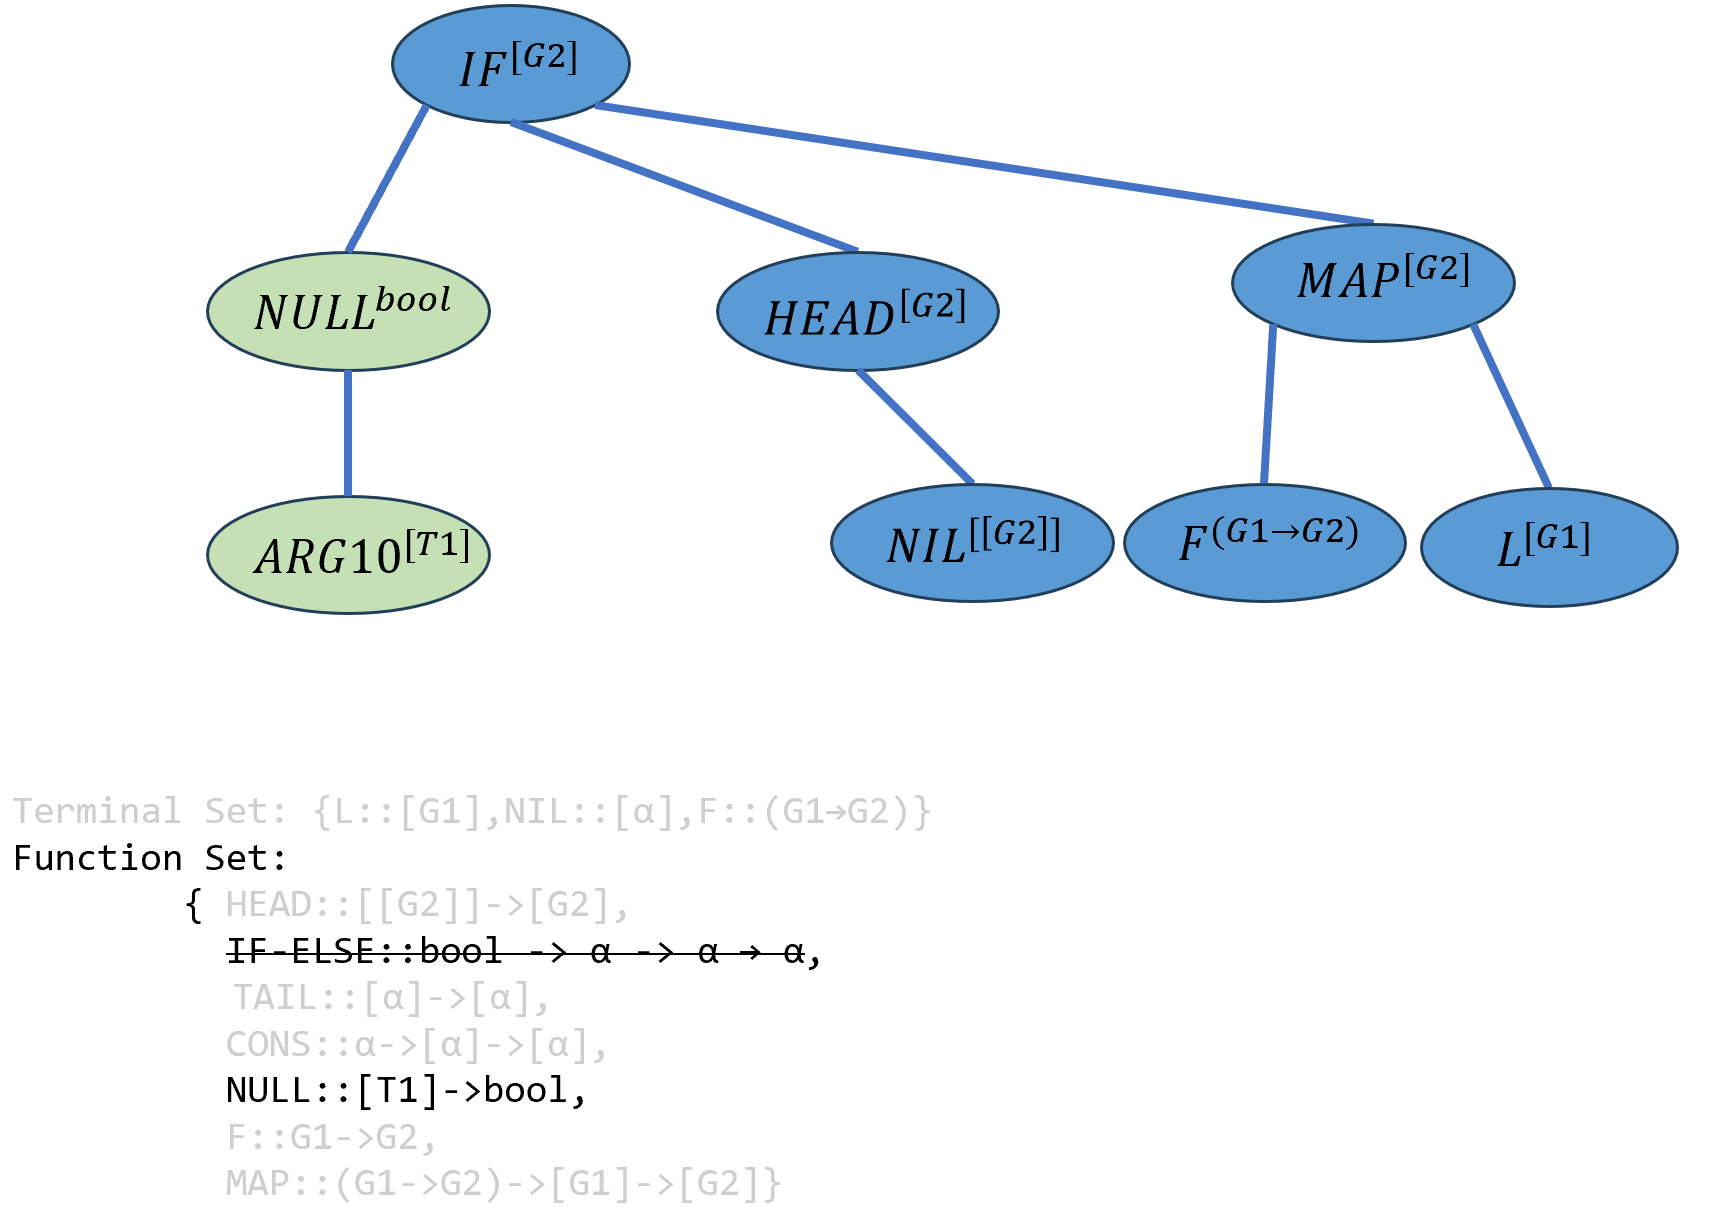 IF^[G2]
NULL^bool
HEAD^[G2]
MAP^[G2]
ARG10^[T1]
NIL^[[G2]]
F^(G1→G2)
L^[G1]
Terminal Set: {L::[G1],NIL::[α],F::(G1→G2)}
Function Set:
{ HEAD::[[G2]]->[G2],
IF-ELSE::bool -> α -> α → α,
TAIL::[α]->[α],
CONS::α->[α]->[α],
NULL::[T1]->bool,
F::G1->G2,
MAP::(G1->G2)->[G1]->[G2]}